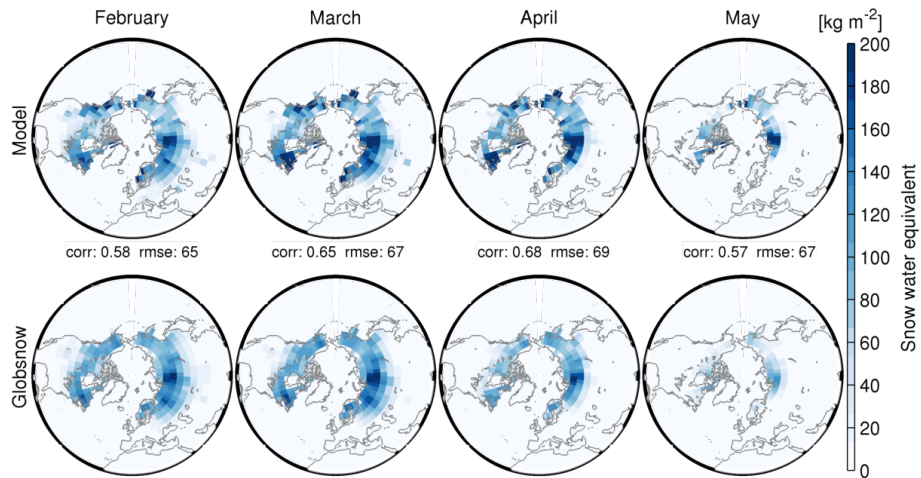 February March April May [kg m⁻²]
Model
corr: 0.58 rmse: 65
corr: 0.65 rmse: 67
corr: 0.68 rmse: 69
corr: 0.57 rmse: 67
Globsnow
200
180
160
140
120
100
80
60
40
20
0
Snow water equivalent